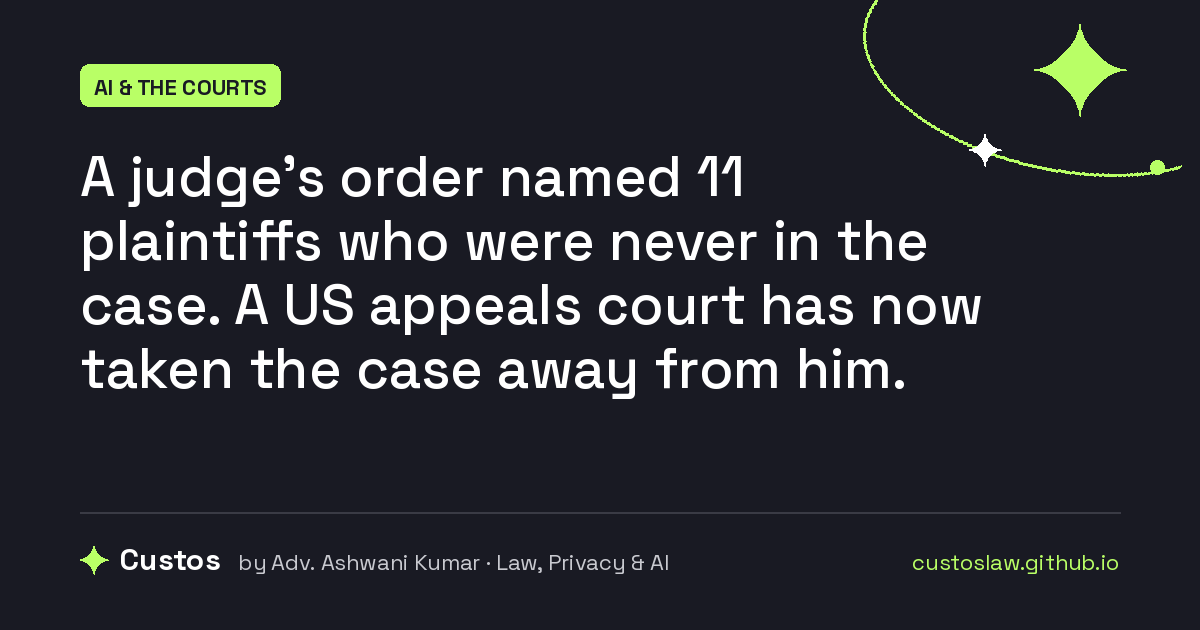 AI & THE COURTS
A judge’s order named 11
plaintiffs who were never in the
case. A US appeals court has now
taken the case away from him.
Custos by Adv. Ashwani Kumar · Law, Privacy & AI
custoslaw.github.io